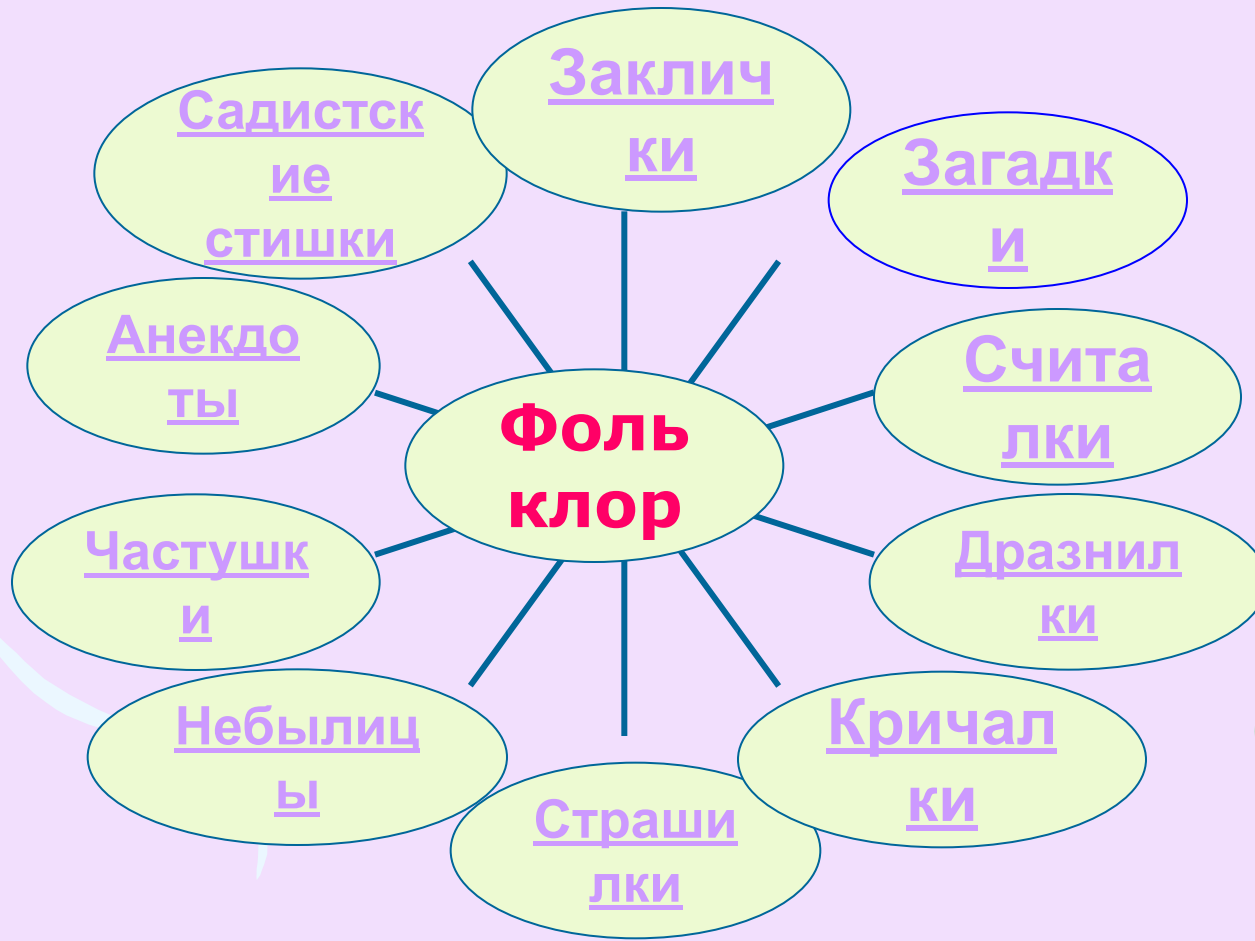 Заклич
ки
Садистск
ие
стишки
Загадк
и
Анекдо
ты
Счита
лки
Фоль
клор
Частушк
и
Дразнил
ки
Небылиц
ы
Кричал
ки
Страши
лки